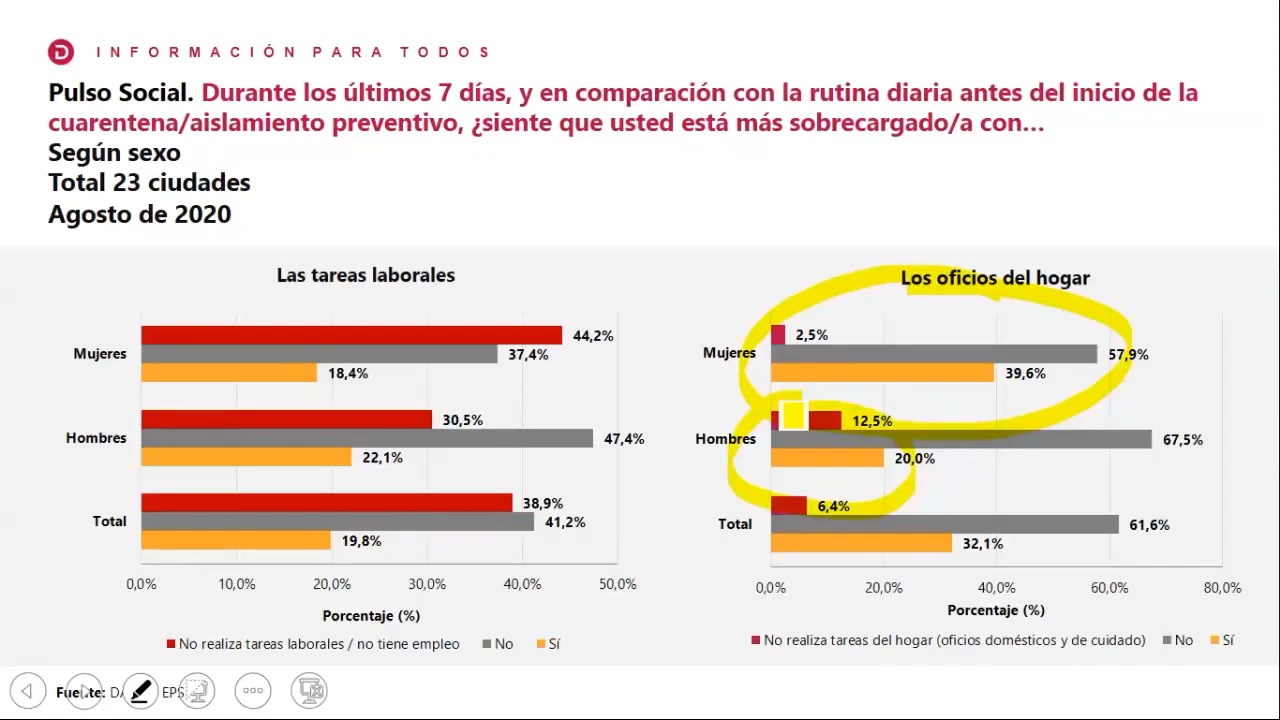 INFORMACIÓN PARA TODOS
Pulso Social. Durante los últimos 7 días, y en comparación con la rutina diaria antes del inicio de la
cuarentena/aislamiento preventivo, ¿siente que usted está más sobrecargado/a con...
Según sexo
Total 23 ciudades
Agosto de 2020
Las tareas laborales
Mujeres
44,2%
37,4%
18,4%
Hombres
30,5%
47,4%
22,1%
Total
38,9%
41,2%
19,8%
0,0% 10,0% 20,0% 30,0% 40,0% 50,0%
Porcentaje (%)
No realiza tareas laborales / no tiene empleo No Sí
Los oficios del hogar
Mujeres
2,5%
57,9%
39,6%
Hombres
12,5%
67,5%
20,0%
Total
6,4%
61,6%
32,1%
0,0% 20,0% 40,0% 60,0% 80,0%
Porcentaje (%)
No realiza tareas del hogar (oficios domésticos y de cuidado) No Sí
Fuente: